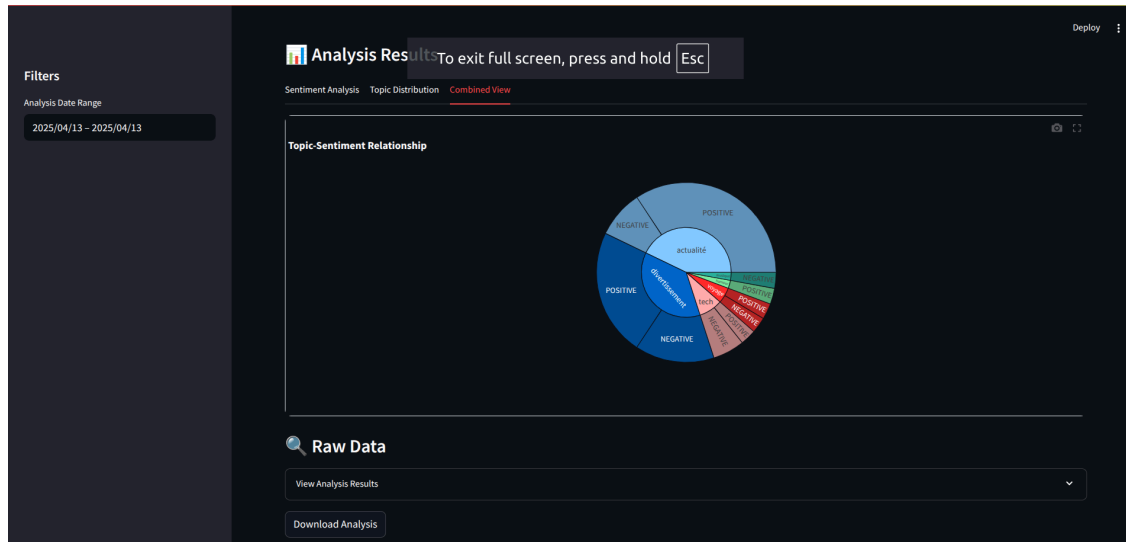 Deploy
📊 Analysis Results
To exit full screen, press and hold Esc
Filters
Analysis Date Range
2025/04/13 – 2025/04/13
Sentiment Analysis Topic Distribution Combined View
Topic-Sentiment Relationship
POSITIVE
NEGATIVE
actualité
divertissement
POSITIVE
NEGATIVE
tech
NEGATIVE
POSITIVE
voyage
NEGATIVE
POSITIVE
POSITIVE
NEGATIVE
🔍 Raw Data
View Analysis Results
Download Analysis